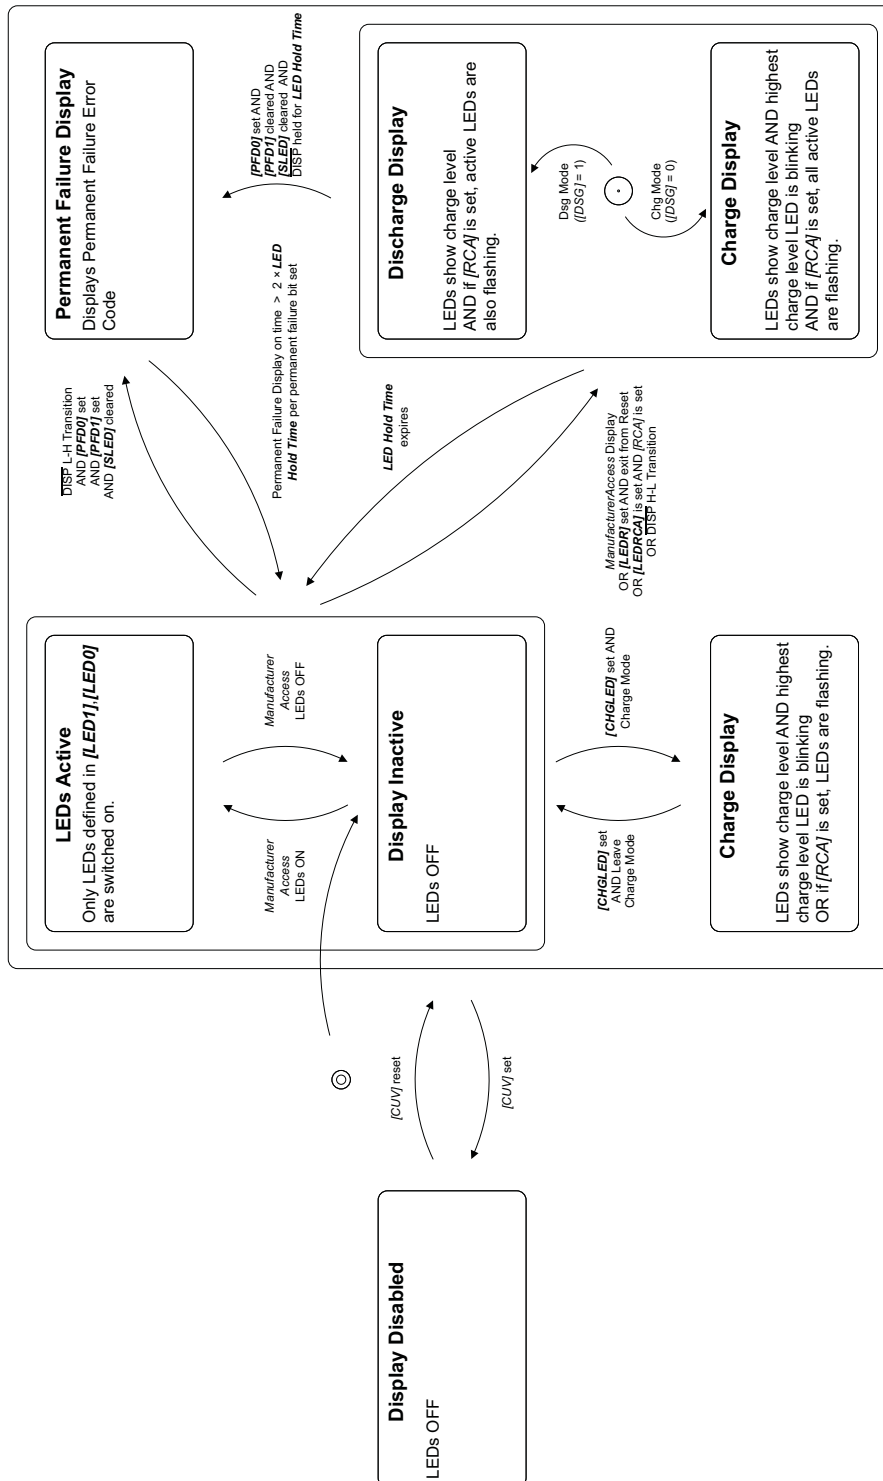 Display Disabled
LEDs OFF
[CUV] reset
[CUV] set
LEDs Active
Only LEDs defined in [LED1],[LED0]
are switched on.
Manufacturer
Access
LEDs ON
Manufacturer
Access
LEDs OFF
Display Inactive
LEDs OFF
[CHGLED] set
AND Leave
Charge Mode
[CHGLED] set AND
Charge Mode
Charge Display
LEDs show charge level AND highest
charge level LED is blinking
OR if [RCA] is set, LEDs are flashing.
DISP L-H Transition
AND [PFD0] set
AND [PFD1] set
AND [SLED] cleared
Permanent Failure Display on time > 2 × LED
Hold Time per permanent failure bit set
LED Hold Time
expires
ManufacturerAccess Display
OR [LEDR] set AND exit from Reset
OR [LEDRCA] is set AND [RCA] is set
OR DISP H-L Transition
Permanent Failure Display
Displays Permanent Failure Error
Code
[PFD0] set AND
[PFD1] cleared AND
[SLED] cleared AND
DISP held for LED Hold Time
Discharge Display
LEDs show charge level
AND if [RCA] is set, active LEDs are
also flashing.
Dsg Mode
([DSG] = 1)
Chg Mode
([DSG] = 0)
Charge Display
LEDs show charge level AND highest
charge level LED is blinking
AND if [RCA] is set, all active LEDs
are flashing.